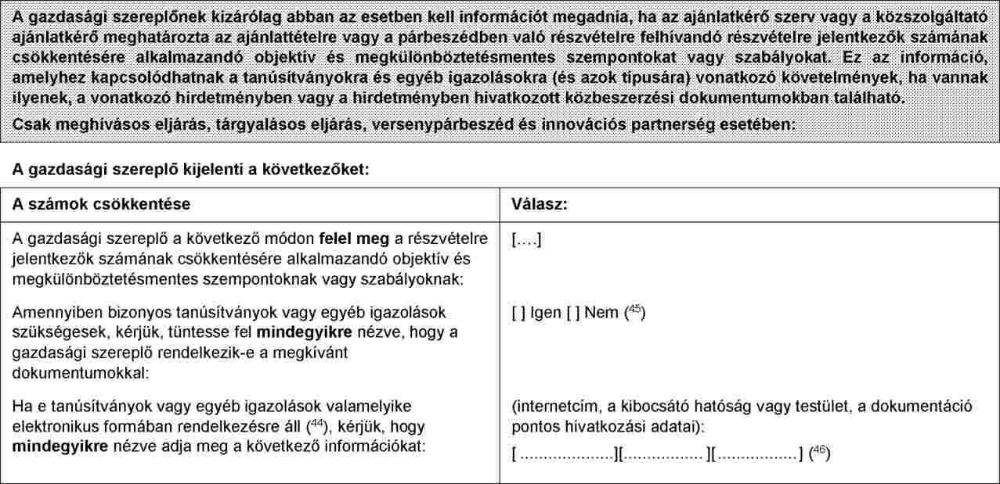 A gazdasági szereplőnek kizárólag abban az esetben kell információt megadnia, ha az ajánlatkérő szerv vagy a közszolgáltató
ajánlatkérő meghatározta az ajánlattételre vagy a párbeszédben való részvételre felhívandó részvételre jelentkezők számának
csökkentésére alkalmazandó objektív és megkülönböztetésmentes szempontokat vagy szabályokat. Ez az információ,
amelyhez kapcsolódhatnak a tanúsítványokra és egyéb igazolásokra (és azok típusára) vonatkozó követelmények, ha vannak
ilyenek, a vonatkozó hirdetményben vagy a hirdetményben hivatkozott közbeszerzési dokumentumokban található.
Csak meghívásos eljárás, tárgyalásos eljárás, versenypárbeszéd és innovációs partnerség esetében:
A gazdasági szereplő kijelenti a következőket:
A számok csökkentése
Válasz:
A gazdasági szereplő a következő módon felel meg a részvételre
jelentkezők számának csökkentésére alkalmazandó objektív és
megkülönböztetésmentes szempontoknak vagy szabályoknak:
[....]
Amennyiben bizonyos tanúsítványok vagy egyéb igazolások
szükségesek, kérjük, tüntesse fel mindegyikre nézve, hogy a
gazdasági szereplő rendelkezik-e a megkívánt
dokumentumokkal:
[ ] Igen [ ] Nem (45)
Ha e tanúsítványok vagy egyéb igazolások valamelyike
elektronikus formában rendelkezésre áll (44), kérjük, hogy
mindegyikre nézve adja meg a következő információkat:
(internetcím, a kibocsátó hatóság vagy testület, a dokumentáció
pontos hivatkozási adatai):
[ .....................][.................. ][ ..................] (46)